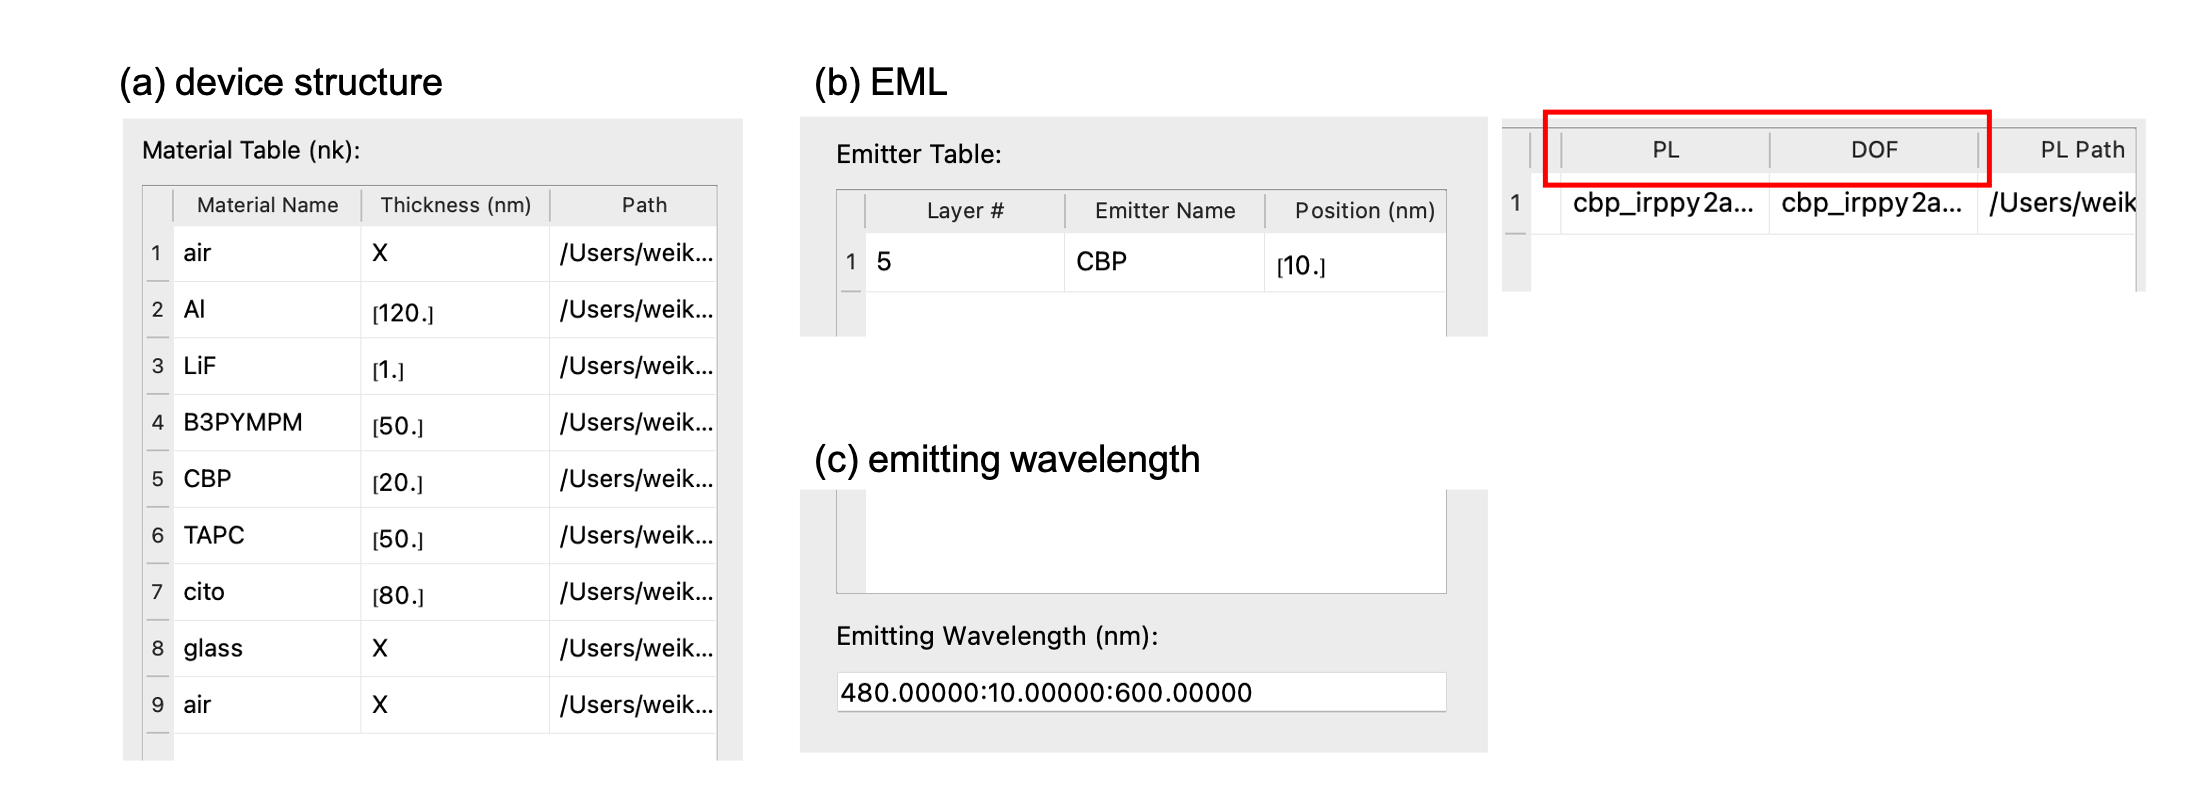 (a) device structure
Material Table (nk):
Material Name Thickness (nm) Path
1 air X /Users/weik...
2 Al [120.] /Users/weik...
3 LiF [1.] /Users/weik...
4 B3PYMPM [50.] /Users/weik...
5 CBP [20.] /Users/weik...
6 TAPC [50.] /Users/weik...
7 cito [80.] /Users/weik...
8 glass X /Users/weik...
9 air X /Users/weik...
(b) EML
Emitter Table:
Layer # Emitter Name Position (nm)
1 5 CBP [10.]
PL DOF PL Path
1 cbp_irppy2a... cbp_irppy2a... /Users/weik
(c) emitting wavelength
Emitting Wavelength (nm):
480.00000:10.00000:600.00000